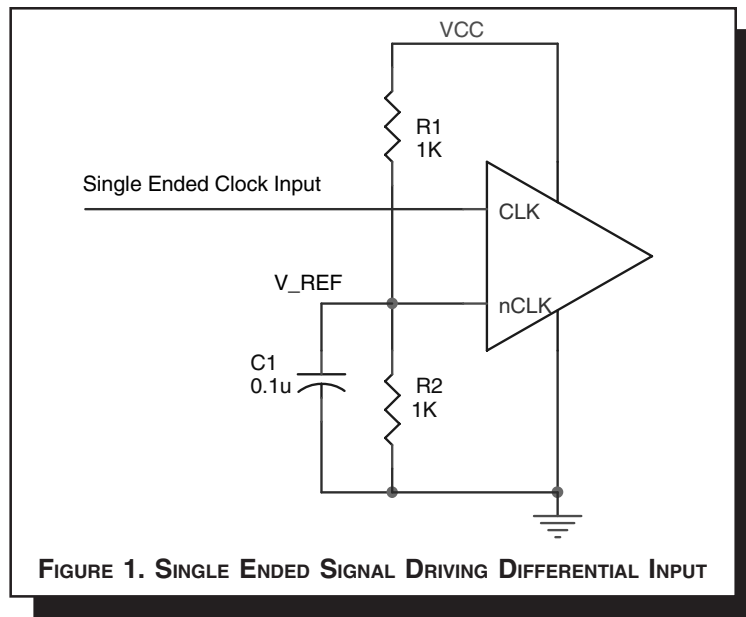 VCC
R1
1K
Single Ended Clock Input
CLK
V_REF
nCLK
C1
0.1u
R2
1K
FIGURE 1. SINGLE ENDED SIGNAL DRIVING DIFFERENTIAL INPUT